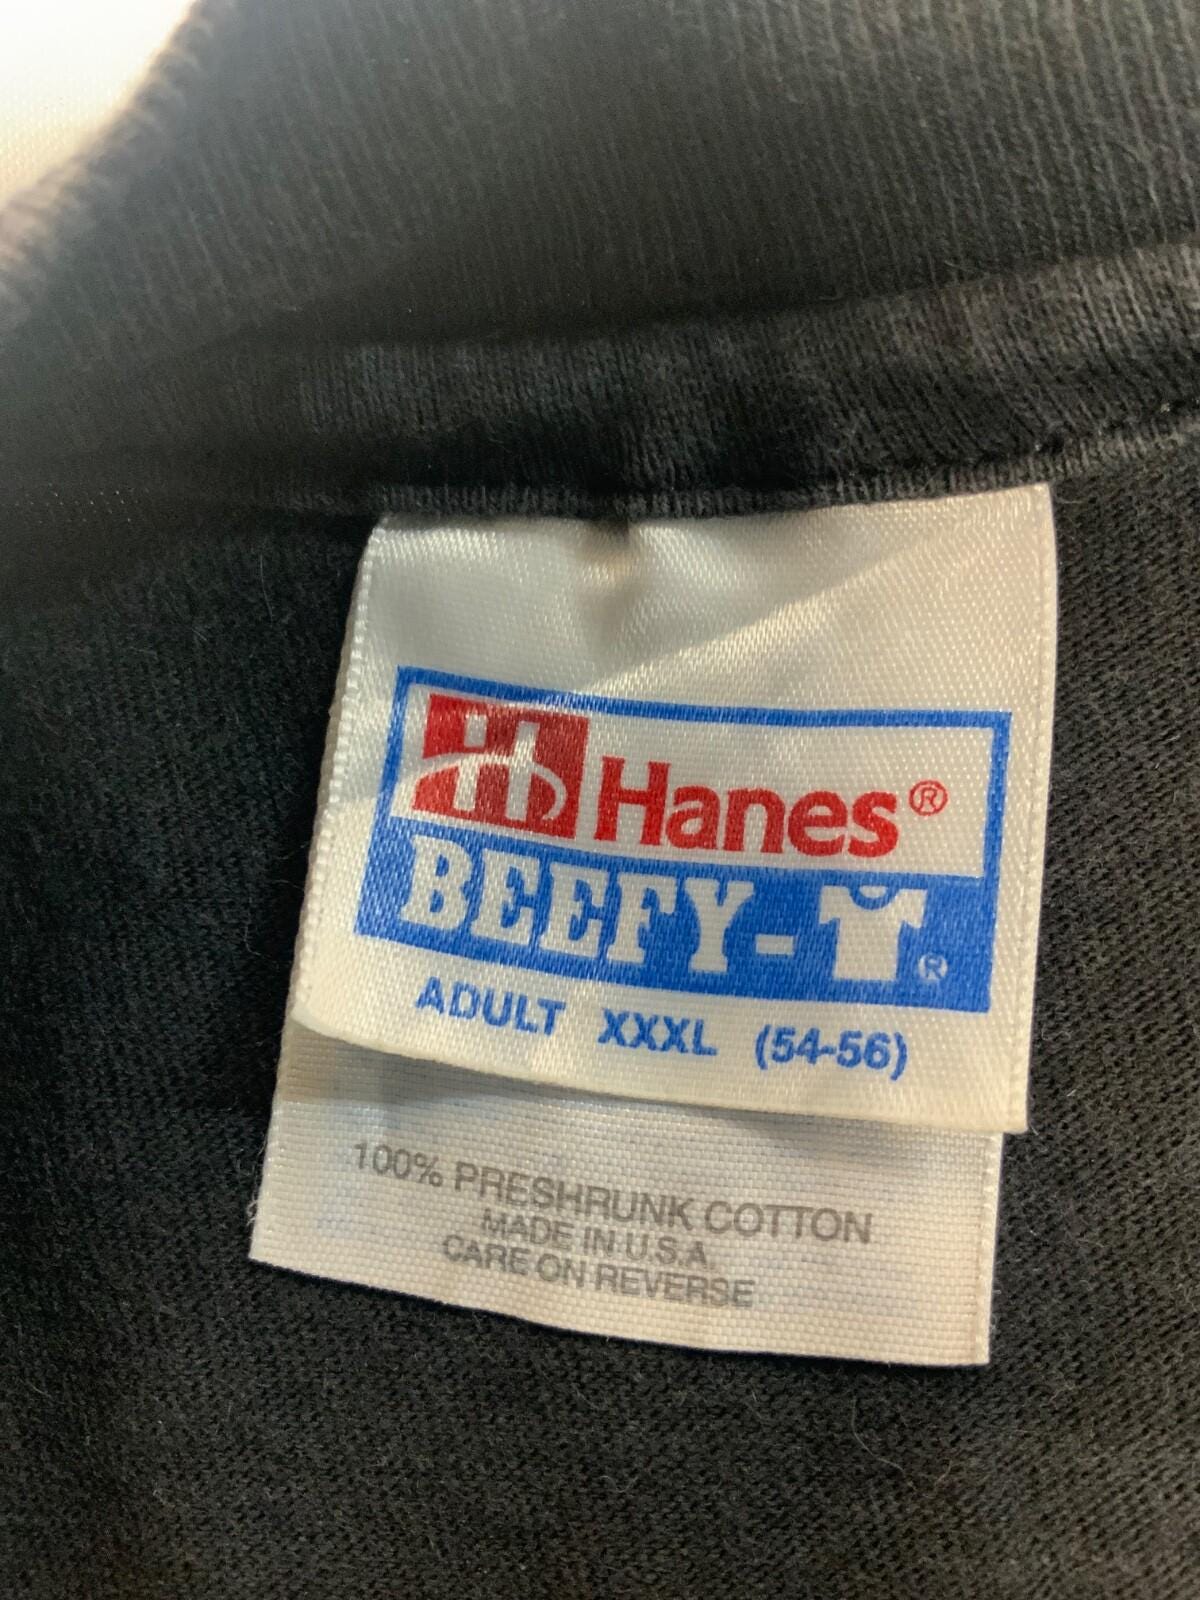 H Hanes®
BEEFY-T®
ADULT XXXL (54-56)
100% PRESHRUNK COTTON
MADE IN U.S.A.
CARE ON REVERSE